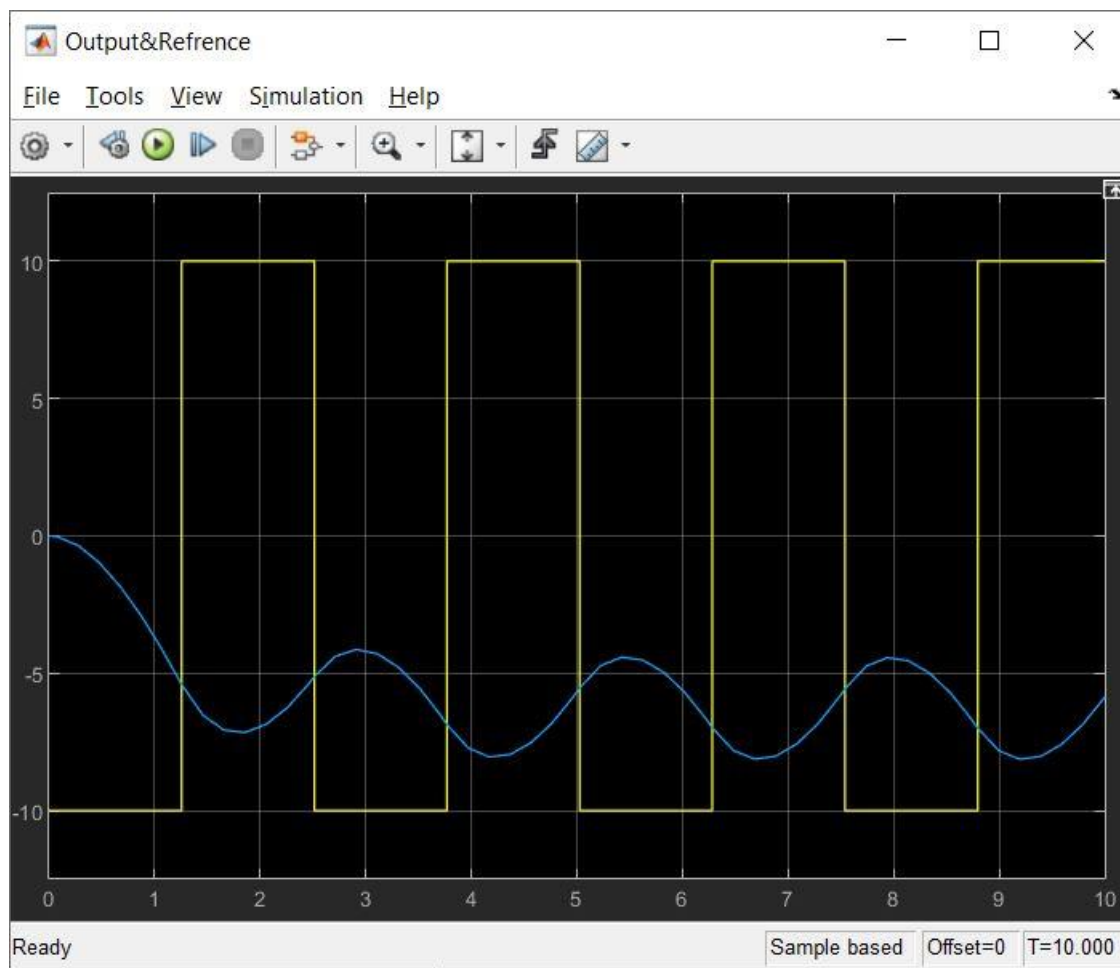 Output&Refrence
File Tools View Simulation Help
10
5
0
-5
-10
0 1 2 3 4 5 6 7 8 9 10
Ready Sample based Offset=0 T=10.000